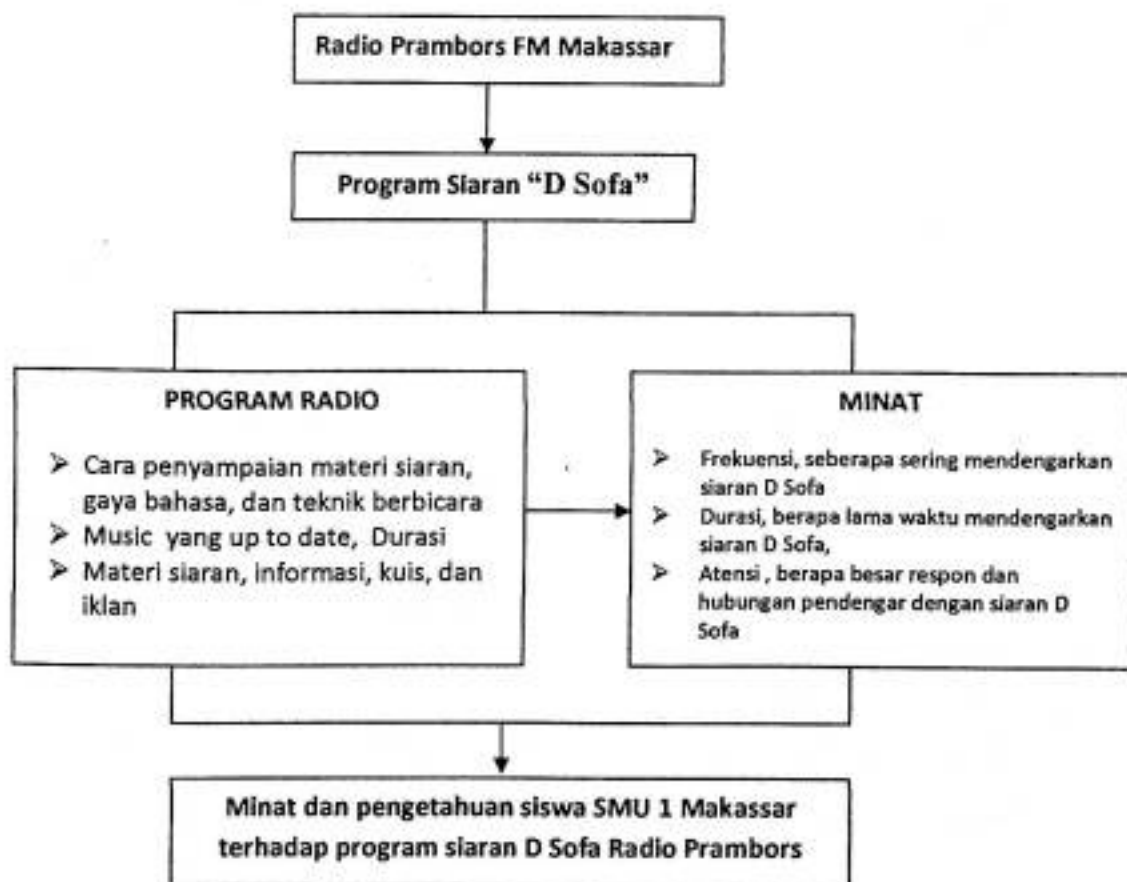 Radio Prambors FM Makassar
Program Siaran “D Sofa”
PROGRAM RADIO
➢ Cara penyampaian materi siaran,
gaya bahasa, dan teknik berbicara
➢ Music yang up to date, Durasi
➢ Materi siaran, informasi, kuis, dan
iklan
MINAT
➢ Frekuensi, seberapa sering mendengarkan
siaran D Sofa
➢ Durasi, berapa lama waktu mendengarkan
siaran D Sofa,
➢ Atensi , berapa besar respon dan
hubungan pendengar dengan siaran D
Sofa
Minat dan pengetahuan siswa SMU 1 Makassar
terhadap program siaran D Sofa Radio Prambors